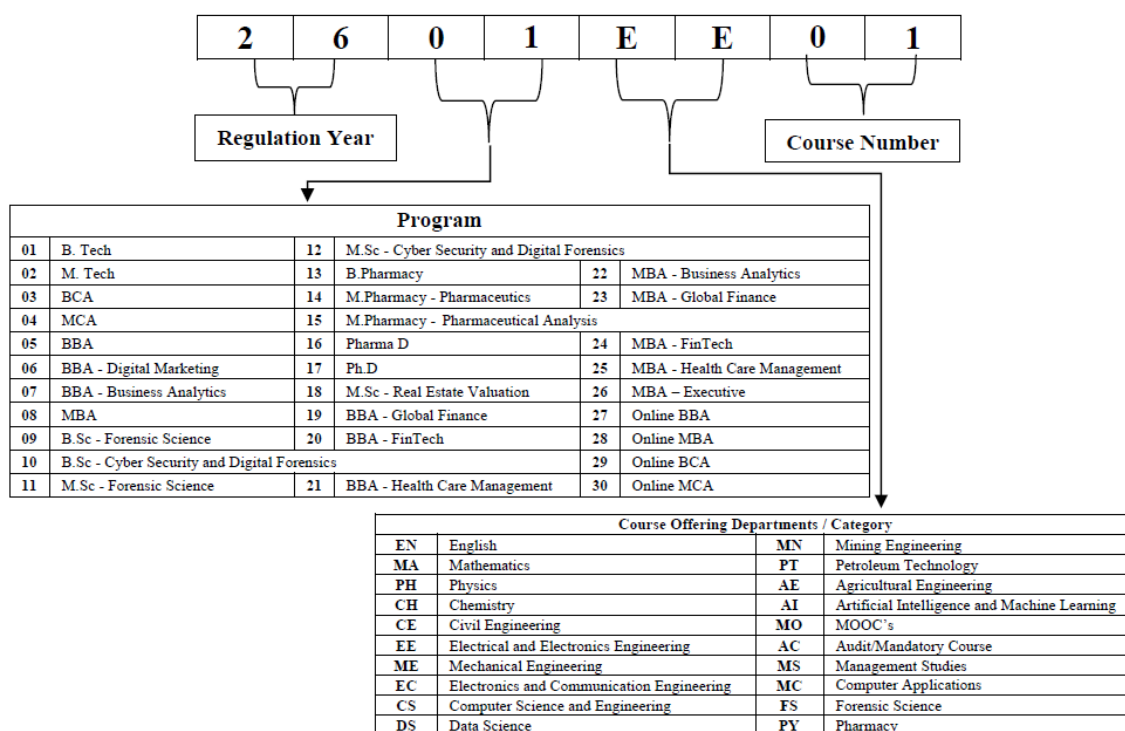 2 6 0 1 E E 0 1
Regulation Year
Course Number
Program
01 B. Tech 12 M.Sc - Cyber Security and Digital Forensics
02 M. Tech 13 B.Pharmacy 22 MBA - Business Analytics
03 BCA 14 M.Pharmacy - Pharmaceutics 23 MBA - Global Finance
04 MCA 15 M.Pharmacy - Pharmaceutical Analysis
05 BBA 16 Pharma D 24 MBA - FinTech
06 BBA - Digital Marketing 17 Ph.D 25 MBA - Health Care Management
07 BBA - Business Analytics 18 M.Sc - Real Estate Valuation 26 MBA – Executive
08 MBA 19 BBA - Global Finance 27 Online BBA
09 B.Sc - Forensic Science 20 BBA - FinTech 28 Online MBA
10 B.Sc - Cyber Security and Digital Forensics 29 Online BCA
11 M.Sc - Forensic Science 21 BBA - Health Care Management 30 Online MCA
Course Offering Departments / Category
EN English MN Mining Engineering
MA Mathematics PT Petroleum Technology
PH Physics AE Agricultural Engineering
CH Chemistry AI Artificial Intelligence and Machine Learning
CE Civil Engineering MO MOOC's
EE Electrical and Electronics Engineering AC Audit/Mandatory Course
ME Mechanical Engineering MS Management Studies
EC Electronics and Communication Engineering MC Computer Applications
CS Computer Science and Engineering FS Forensic Science
DS Data Science PY Pharmacy